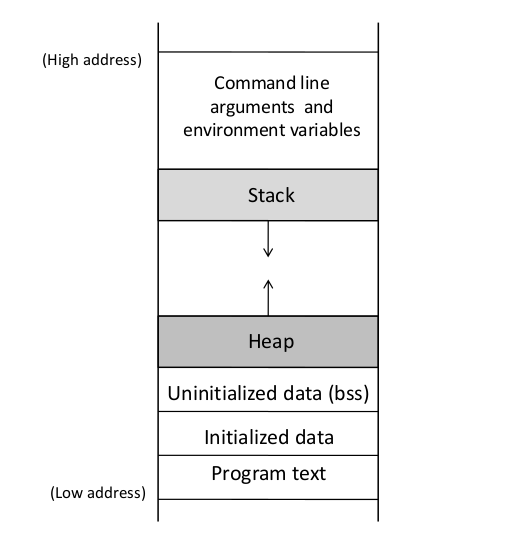 (High address)
Command line
arguments and
environment variables
Stack
Heap
Uninitialized data (bss)
Initialized data
Program text
(Low address)